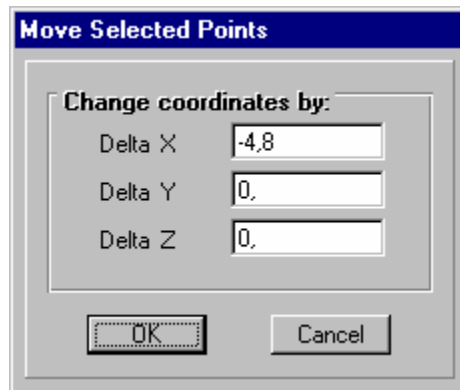 Move Selected Points
Change coordinates by:
Delta X -4,8
Delta Y 0,
Delta Z 0,
OK Cancel